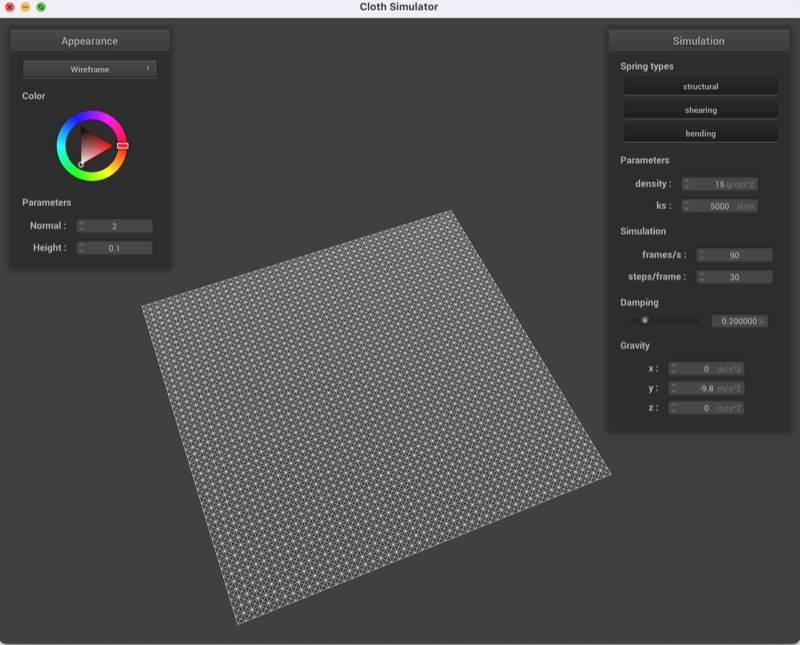 Cloth Simulator
Appearance
Wireframe
Color
Parameters
Normal : 2
Height : 0.1
Simulation
Spring types
structural
shearing
bending
Parameters
density : 15 g/cm^2
ks : 5000 N/m
Simulation
frames/s : 90
steps/frame : 30
Damping
0.200000 %
Gravity
x : 0 m/s^2
y : -9.8 m/s^2
z : 0 m/s^2